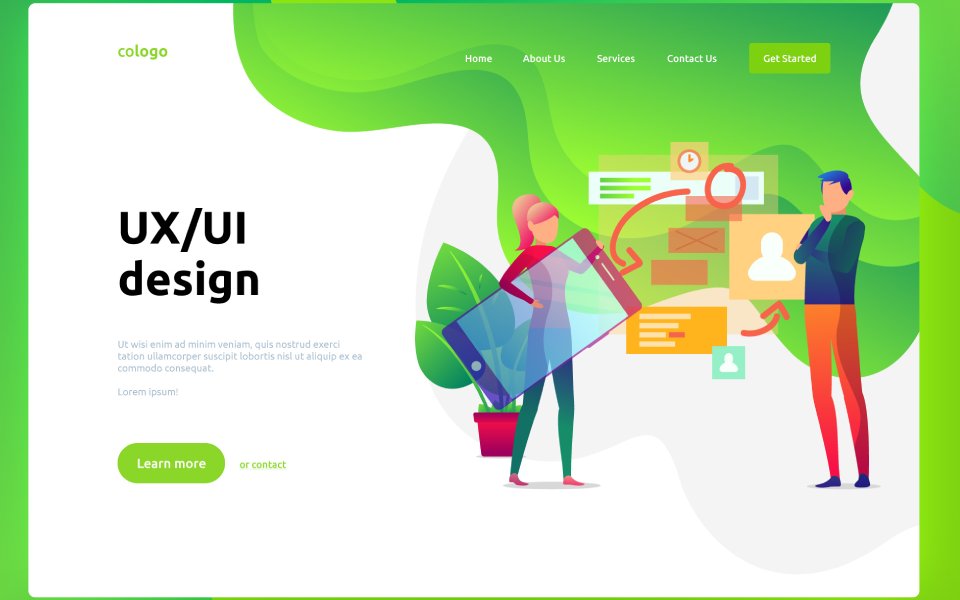 cologo
Home About Us Services Contact Us Get Started
UX/UI
design
Ut wisi enim ad minim veniam, quis nostrud exerci
tation ullamcorper suscipit lobortis nisl ut aliquip ex ea
commodo consequat.
Lorem ipsum!
Learn more or contact